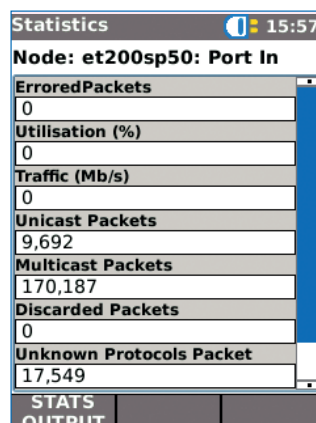 Statistics 15:57
Node: et200sp50: Port In
ErroredPackets
0
Utilisation (%)
0
Traffic (Mb/s)
0
Unicast Packets
9,692
Multicast Packets
170,187
Discarded Packets
0
Unknown Protocols Packet
17,549
STATS
OUTPUT